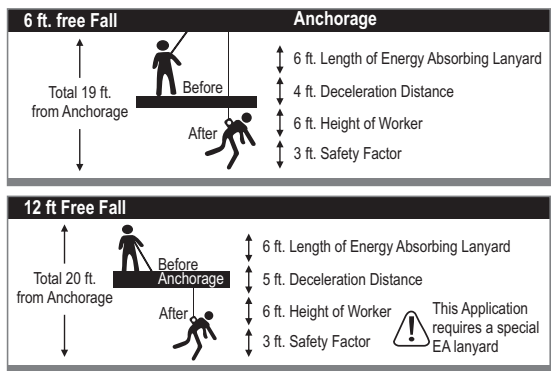 6 ft. free Fall
Anchorage
Total 19 ft.
from Anchorage
Before
After
6 ft. Length of Energy Absorbing Lanyard
4 ft. Deceleration Distance
6 ft. Height of Worker
3 ft. Safety Factor
12 ft Free Fall
Total 20 ft.
from Anchorage
Before
Anchorage
After
6 ft. Length of Energy Absorbing Lanyard
5 ft. Deceleration Distance
6 ft. Height of Worker
3 ft. Safety Factor
!
This Application
requires a special
EA lanyard